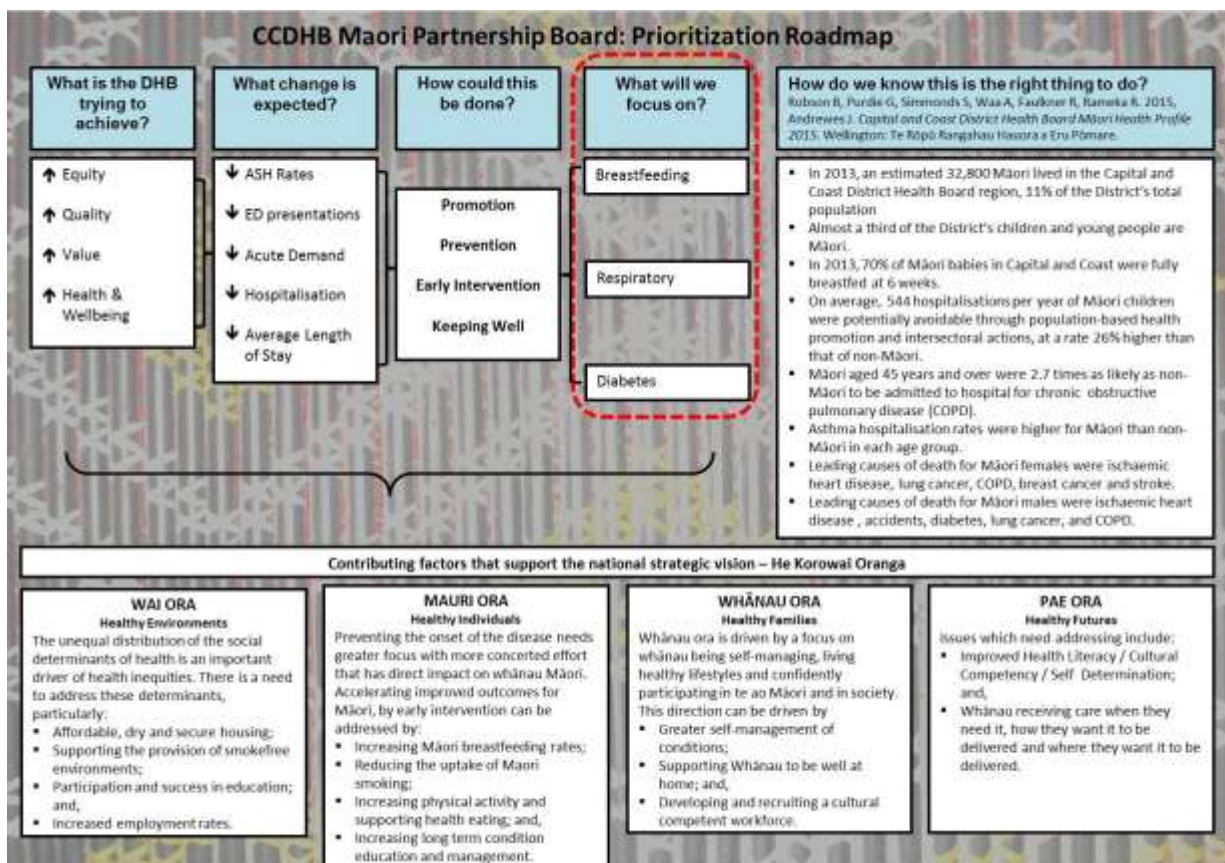 CCDHB Maori Partnership Board: Prioritization Roadmap
What is the DHB
trying to
achieve?
What change is
expected?
How could this
be done?
What will we
focus on?
How do we know this is the right thing to do?
Robson B, Purdie G, Simmonds S, Waa A, Faulkner R, Rameka R. 2015,
Andrewes J. Capital and Coast District Health Board Māori Health Profile
2015. Wellington: Te Rōpū Rangahau Hauora a Eru Pōmare.
↑ Equity
↑ Quality
↑ Value
↑ Health &
Wellbeing
↓ ASH Rates
↓ ED presentations
↓ Acute Demand
↓ Hospitalisation
↓ Average Length
of Stay
Promotion
Prevention
Early Intervention
Keeping Well
Breastfeeding
Respiratory
Diabetes
▪ In 2013, an estimated 32,800 Māori lived in the Capital and
Coast District Health Board region, 11% of the District's total
population
▪ Almost a third of the District's children and young people are
Māori.
▪ In 2013, 70% of Māori babies in Capital and Coast were fully
breastfed at 6 weeks.
▪ On average, 544 hospitalisations per year of Māori children
were potentially avoidable through population-based health
promotion and intersectoral actions, at a rate 26% higher than
that of non-Māori.
▪ Māori aged 45 years and over were 2.7 times as likely as non-
Māori to be admitted to hospital for chronic obstructive
pulmonary disease (COPD).
▪ Asthma hospitalisation rates were higher for Māori than non-
Māori in each age group.
▪ Leading causes of death for Māori females were ischaemic
heart disease, lung cancer, COPD, breast cancer and stroke.
▪ Leading causes of death for Māori males were ischaemic heart
disease , accidents, diabetes, lung cancer, and COPD.
Contributing factors that support the national strategic vision – He Korowai Oranga
WAI ORA
Healthy Environments
The unequal distribution of the social
determinants of health is an important
driver of health inequities. There is a need
to address these determinants,
particularly:
▪ Affordable, dry and secure housing;
▪ Supporting the provision of smokefree
environments;
▪ Participation and success in education;
and,
▪ Increased employment rates.
MAURI ORA
Healthy Individuals
Preventing the onset of the disease needs
greater focus with more concerted effort
that has direct impact on whānau Māori.
Accelerating improved outcomes for
Māori, by early intervention can be
addressed by:
▪ Increasing Māori breastfeeding rates;
▪ Reducing the uptake of Maori
smoking;
▪ Increasing physical activity and
supporting health eating; and,
▪ Increasing long term condition
education and management.
WHĀNAU ORA
Healthy Families
Whānau ora is driven by a focus on
whānau being self-managing, living
healthy lifestyles and confidently
participating in te ao Māori and in society.
This direction can be driven by
▪ Greater self-management of
conditions;
▪ Supporting Whānau to be well at
home; and,
▪ Developing and recruiting a cultural
competent workforce.
PAE ORA
Healthy Futures
Issues which need addressing include:
▪ Improved Health Literacy / Cultural
Competency / Self Determination;
and,
▪ Whānau receiving care when they
need it, how they want it to be
delivered and where they want it to be
delivered.